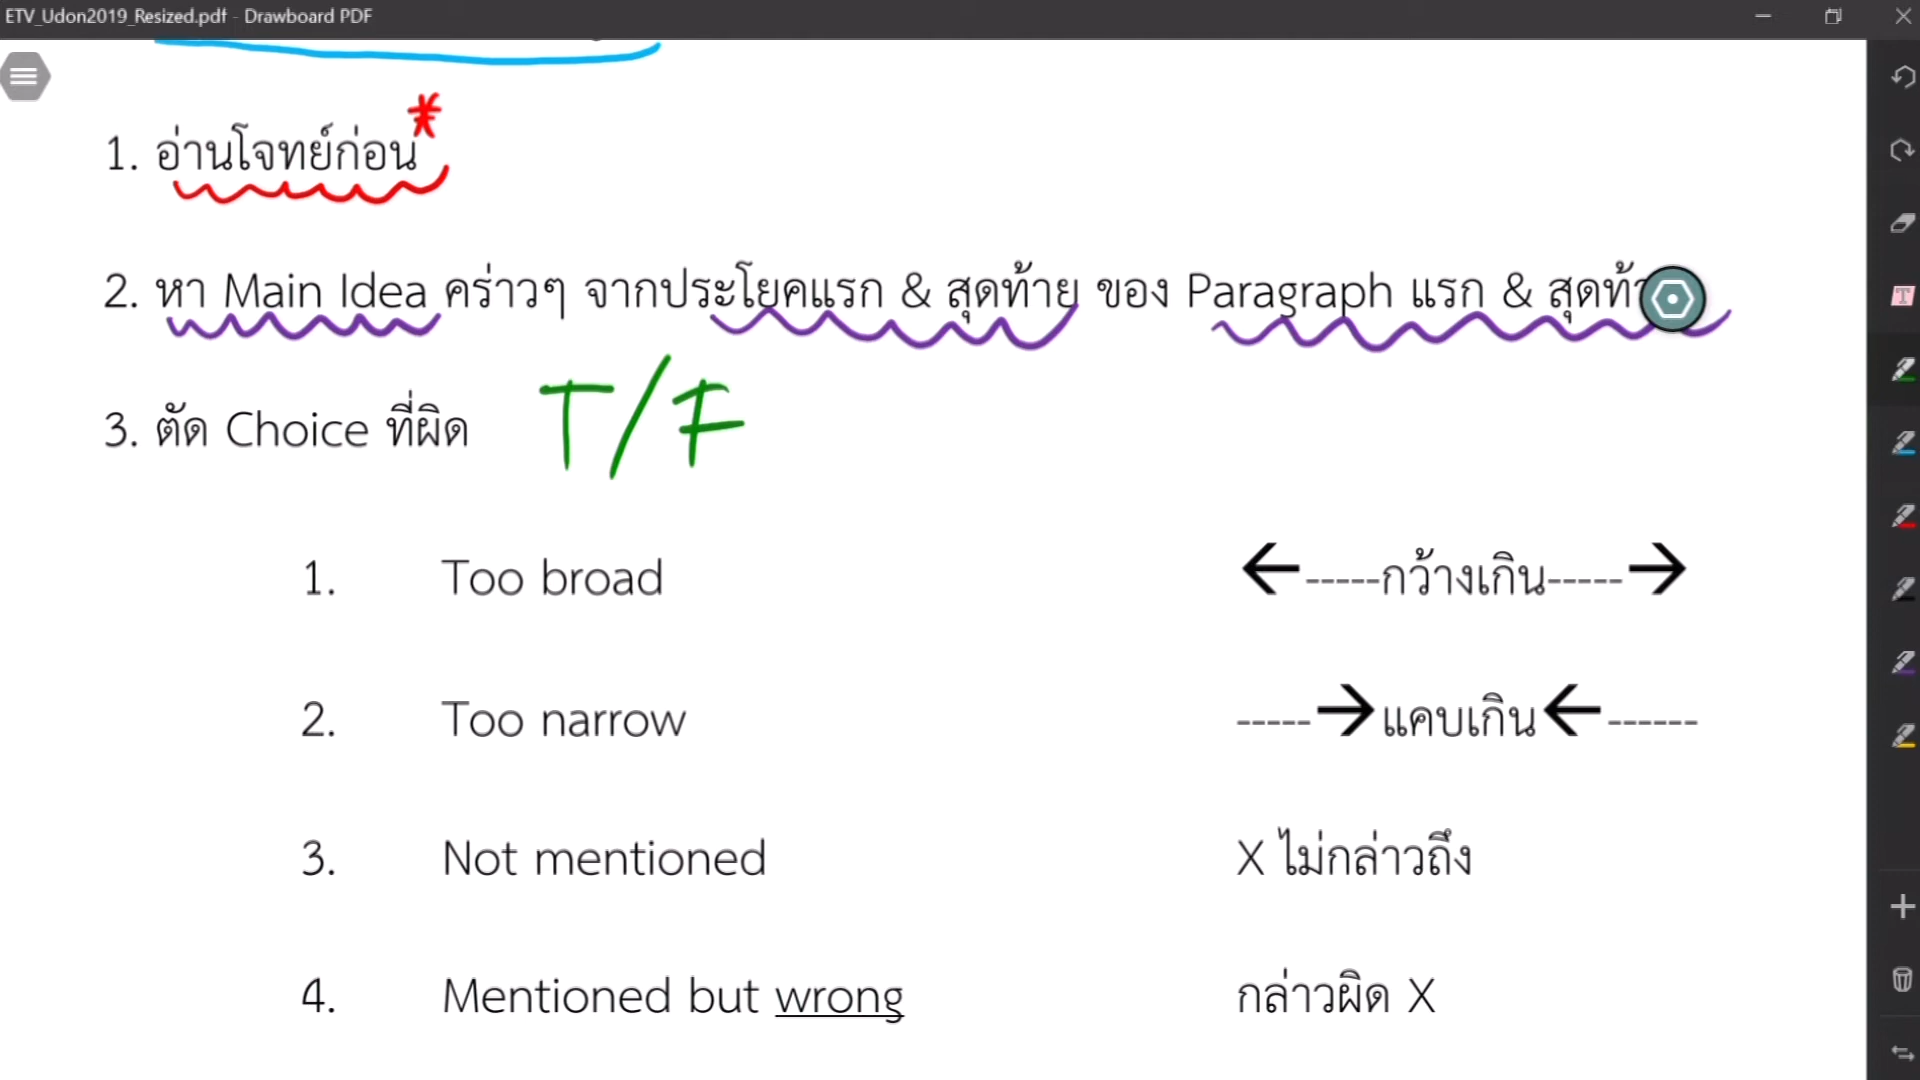 ETV_Udon2019_Resized.pdf - Drawboard PDF
1. อ่านโจทย์ก่อน*
2. หา Main Idea คร่าวๆ จากประโยคแรก & สุดท้าย ของ Paragraph แรก & สุดท้า
3. ตัด Choice ที่ผิด T/F
1. Too broad ←-----กว้างเกิน-----→
2. Too narrow -----→แคบเกิน←------
3. Not mentioned X ไม่กล่าวถึง
4. Mentioned but wrong กล่าวผิด X